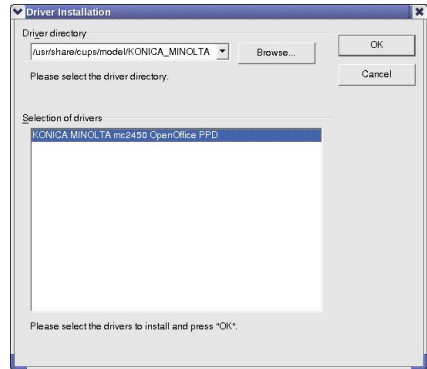 Driver Installation
Driver directory
/usr/share/cups/model/KONICA_MINOLTA
Browse...
OK
Please select the driver directory.
Cancel
Selection of drivers
KONICA MINOLTA mc2450 OpenOffice PPD
Please select the drivers to install and press "OK".